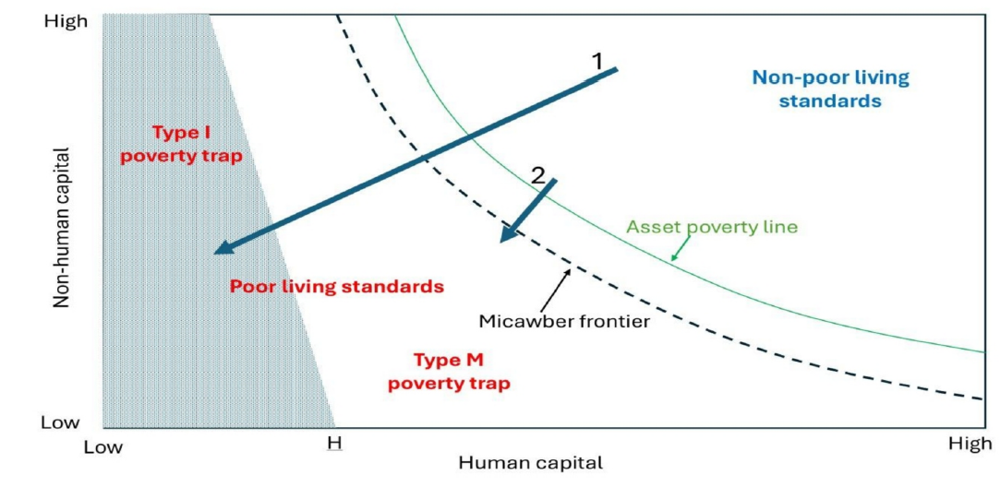 High
1
Non-poor living
standards
Type I
poverty trap
2
Non-human capital
Asset poverty line
Poor living standards
Micawber frontier
Type M
poverty trap
Low
Low
H
High
Human capital